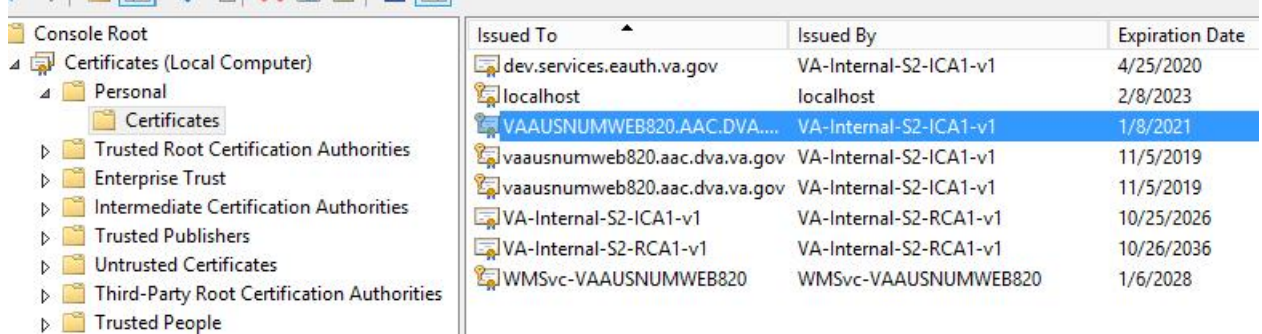 Console Root
Certificates (Local Computer)
Personal
Certificates
Trusted Root Certification Authorities
Enterprise Trust
Intermediate Certification Authorities
Trusted Publishers
Untrusted Certificates
Third-Party Root Certification Authorities
Trusted People
Issued To Issued By Expiration Date
dev.services.eauth.va.gov VA-Internal-S2-ICA1-v1 4/25/2020
localhost localhost 2/8/2023
VAAUSNUMWEB820.AAC.DVA.... VA-Internal-S2-ICA1-v1 1/8/2021
vaausnumweb820.aac.dva.va.gov VA-Internal-S2-ICA1-v1 11/5/2019
vaausnumweb820.aac.dva.va.gov VA-Internal-S2-ICA1-v1 11/5/2019
VA-Internal-S2-ICA1-v1 VA-Internal-S2-RCA1-v1 10/25/2026
VA-Internal-S2-RCA1-v1 VA-Internal-S2-RCA1-v1 10/26/2036
WMSvc-VAAUSNUMWEB820 WMSvc-VAAUSNUMWEB820 1/6/2028